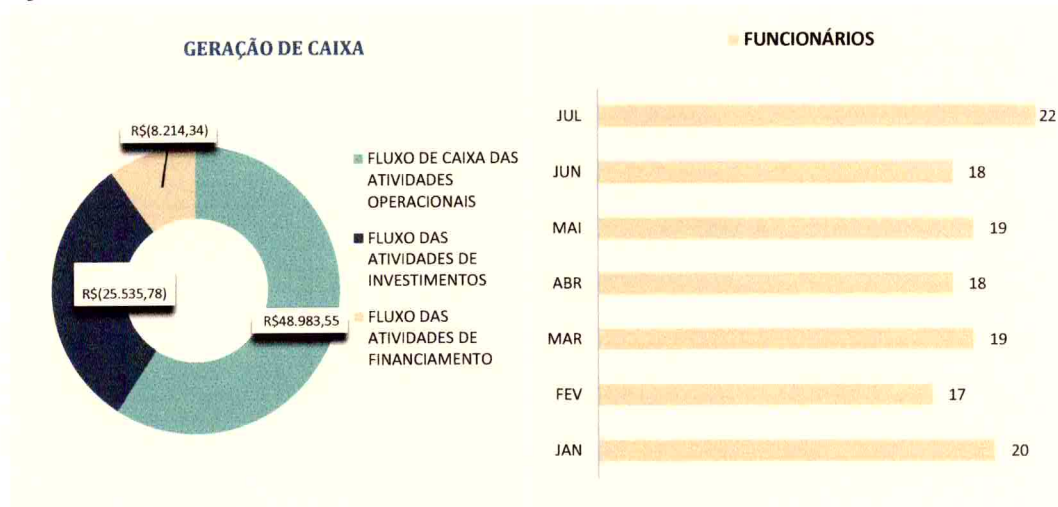 GERAÇÃO DE CAIXA
R$(8.214,34)
R$(25.535,78)
R$48.983,55
FLUXO DE CAIXA DAS
ATIVIDADES
OPERACIONAIS
FLUXO DAS
ATIVIDADES DE
INVESTIMENTOS
FLUXO DAS
ATIVIDADES DE
FINANCIAMENTO
FUNCIONÁRIOS
JUL 22
JUN 18
MAI 19
ABR 18
MAR 19
FEV 17
JAN 20